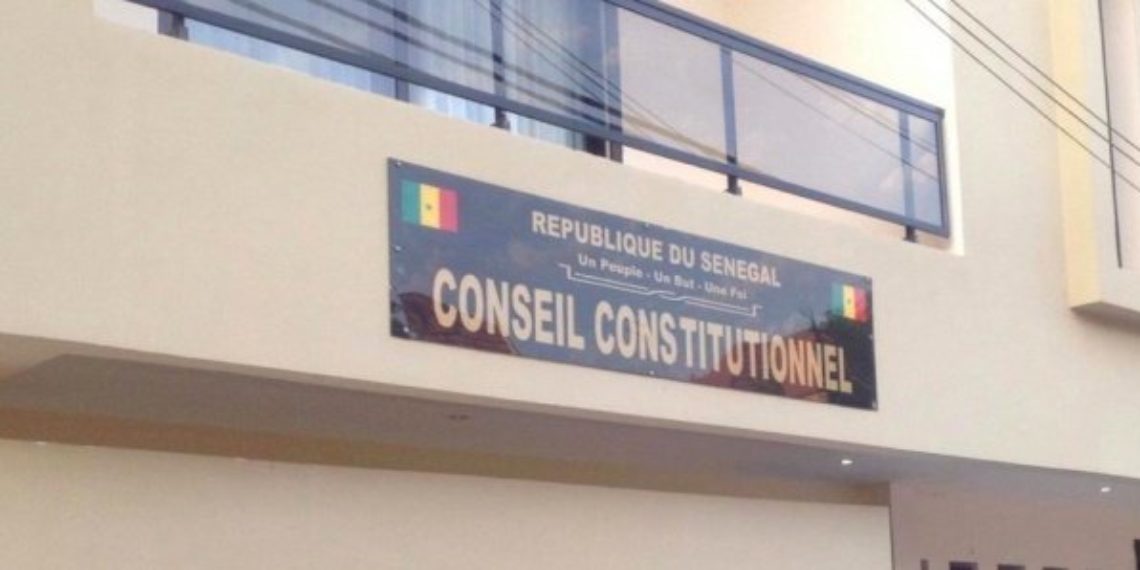 REPUBLIQUE DU SENEGAL
Un Peuple - Un But - Une Foi
CONSEIL CONSTITUTIONNEL